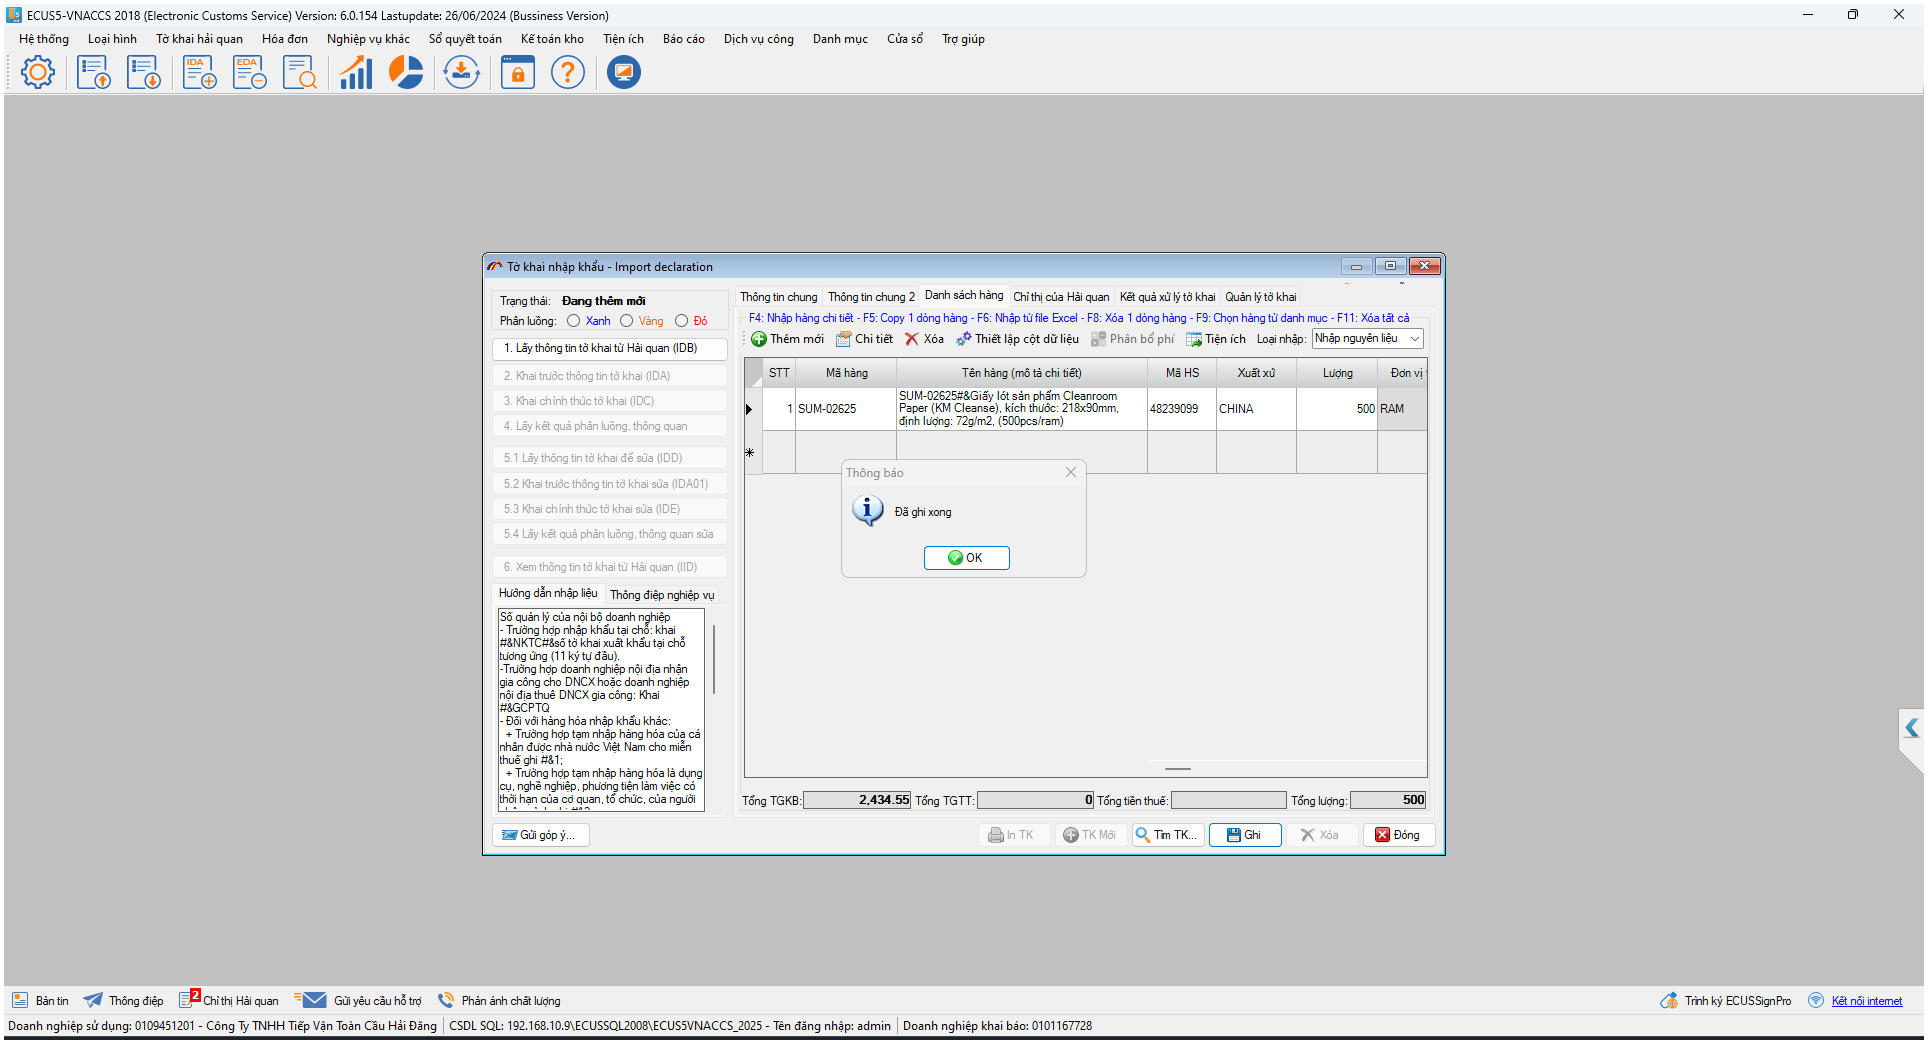 ECUS5-VNACCS 2018 (Electronic Customs Service) Version: 6.0.154 Lastupdate: 26/06/2024 (Bussiness Version)
Hệ thống Loại hình Tờ khai hải quan Hóa đơn Nghiệp vụ khác Sổ quyết toán Kế toán kho Tiện ích Báo cáo Dịch vụ công Danh mục Cửa sổ Trợ giúp
IDA EDA
Tờ khai nhập khẩu - Import declaration
Trạng thái: Đang thêm mới
Phân luồng: Xanh Vàng Đỏ
1. Lấy thông tin tờ khai từ Hải quan (IDB)
2. Khai trước thông tin tờ khai (IDA)
3. Khai chính thức tờ khai (IDC)
4. Lấy kết quả phân luồng, thông quan
5.1 Lấy thông tin tờ khai để sửa (IDD)
5.2 Khai trước thông tin tờ khai sửa (IDA01)
5.3 Khai chính thức tờ khai sửa (IDE)
5.4 Lấy kết quả phân luồng, thông quan sửa
6. Xem thông tin tờ khai từ Hải quan (IID)
Hướng dẫn nhập liệu Thông điệp nghiệp vụ
Số quản lý của nội bộ doanh nghiệp
- Trường hợp nhập khẩu tại chỗ: khai
#&NKTC#&số tờ khai xuất khẩu tại chỗ
tương ứng (11 ký tự đầu).
-Trường hợp doanh nghiệp nội địa nhận
gia công cho DNCX hoặc doanh nghiệp
nội địa thuê DNCX gia công: Khai
#&GCPTQ
- Đối với hàng hóa nhập khẩu khác:
+ Trường hợp tạm nhập hàng hóa của cá
nhân được nhà nước Việt Nam cho miễn
thuế ghi #&1;
+ Trường hợp tạm nhập hàng hóa là dụng
cụ, nghề nghiệp, phương tiện làm việc có
thời hạn của cơ quan, tổ chức, của người
Thông tin chung Thông tin chung 2 Danh sách hàng Chỉ thị của Hải quan Kết quả xử lý tờ khai Quản lý tờ khai
F4: Nhập hàng chi tiết - F5: Copy 1 dòng hàng - F6: Nhập từ file Excel - F8: Xóa 1 dòng hàng - F9: Chọn hàng từ danh mục - F11: Xóa tất cả
Thêm mới Chi tiết Xóa Thiết lập cột dữ liệu Phân bổ phí Tiện ích Loại nhập: Nhập nguyên liệu
STT Mã hàng Tên hàng (mô tả chi tiết) Mã HS Xuất xứ Lượng Đơn vị
1 SUM-02625 SUM-02625#&Giấy lót sản phẩm Cleanroom
Paper (KM Cleanse), kích thước: 218x90mm,
định lượng: 72g/m2, (500pcs/ram) 48239099 CHINA 500 RAM
Thông báo
Đã ghi xong
OK
Tổng TGKB: 2,434.55 Tổng TGTT: 0 Tổng tiền thuế: Tổng lượng: 500
Gửi góp ý... In TK TK Mới Tìm TK... Ghi Xóa Đóng
Bản tin Thông điệp 2 Chỉ thị Hải quan Gửi yêu cầu hỗ trợ Phản ánh chất lượng Trình ký ECUSSignPro Kết nối internet
Doanh nghiệp sử dụng: 0109451201 - Công Ty TNHH Tiếp Vận Toàn Cầu Hải Đăng CSDL SQL: 192.168.10.9\ECUSSQL2008\ECUS5VNACCS_2025 - Tên đăng nhập: admin Doanh nghiệp khai báo: 0101167728